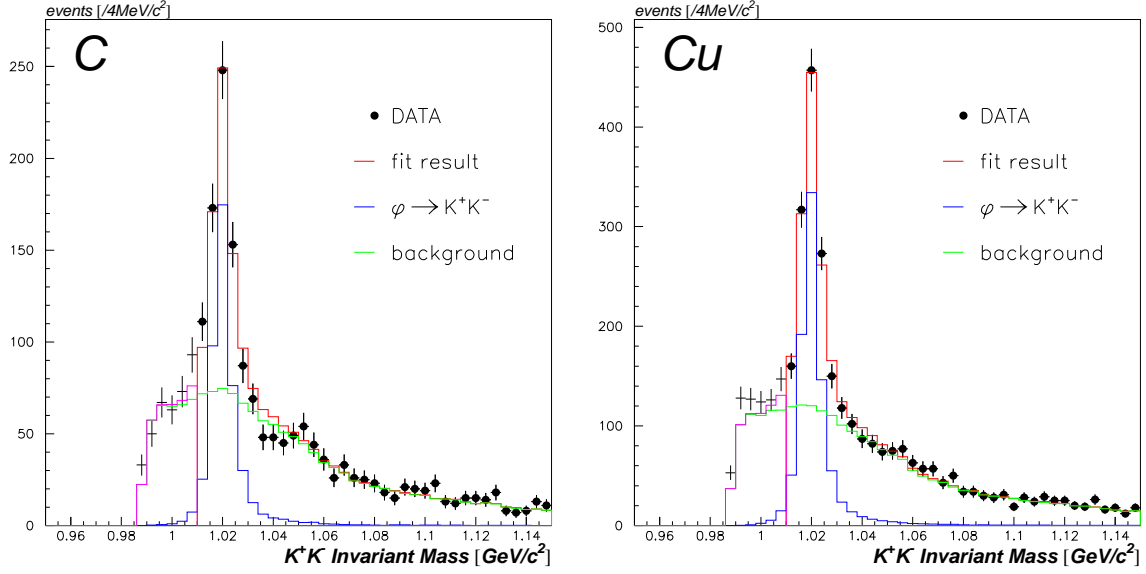 events [/4MeV/c²]
C
250
200
150
100
50
0
DATA
fit result
φ → K⁺K⁻
background
0.96 0.98 1 1.02 1.04 1.06 1.08 1.10 1.12 1.14
K⁺K⁻ Invariant Mass [GeV/c²]
events [/4MeV/c²]
Cu
500
400
300
200
100
0
DATA
fit result
φ → K⁺K⁻
background
0.96 0.98 1 1.02 1.04 1.06 1.08 1.10 1.12 1.14
K⁺K⁻ Invariant Mass [GeV/c²]